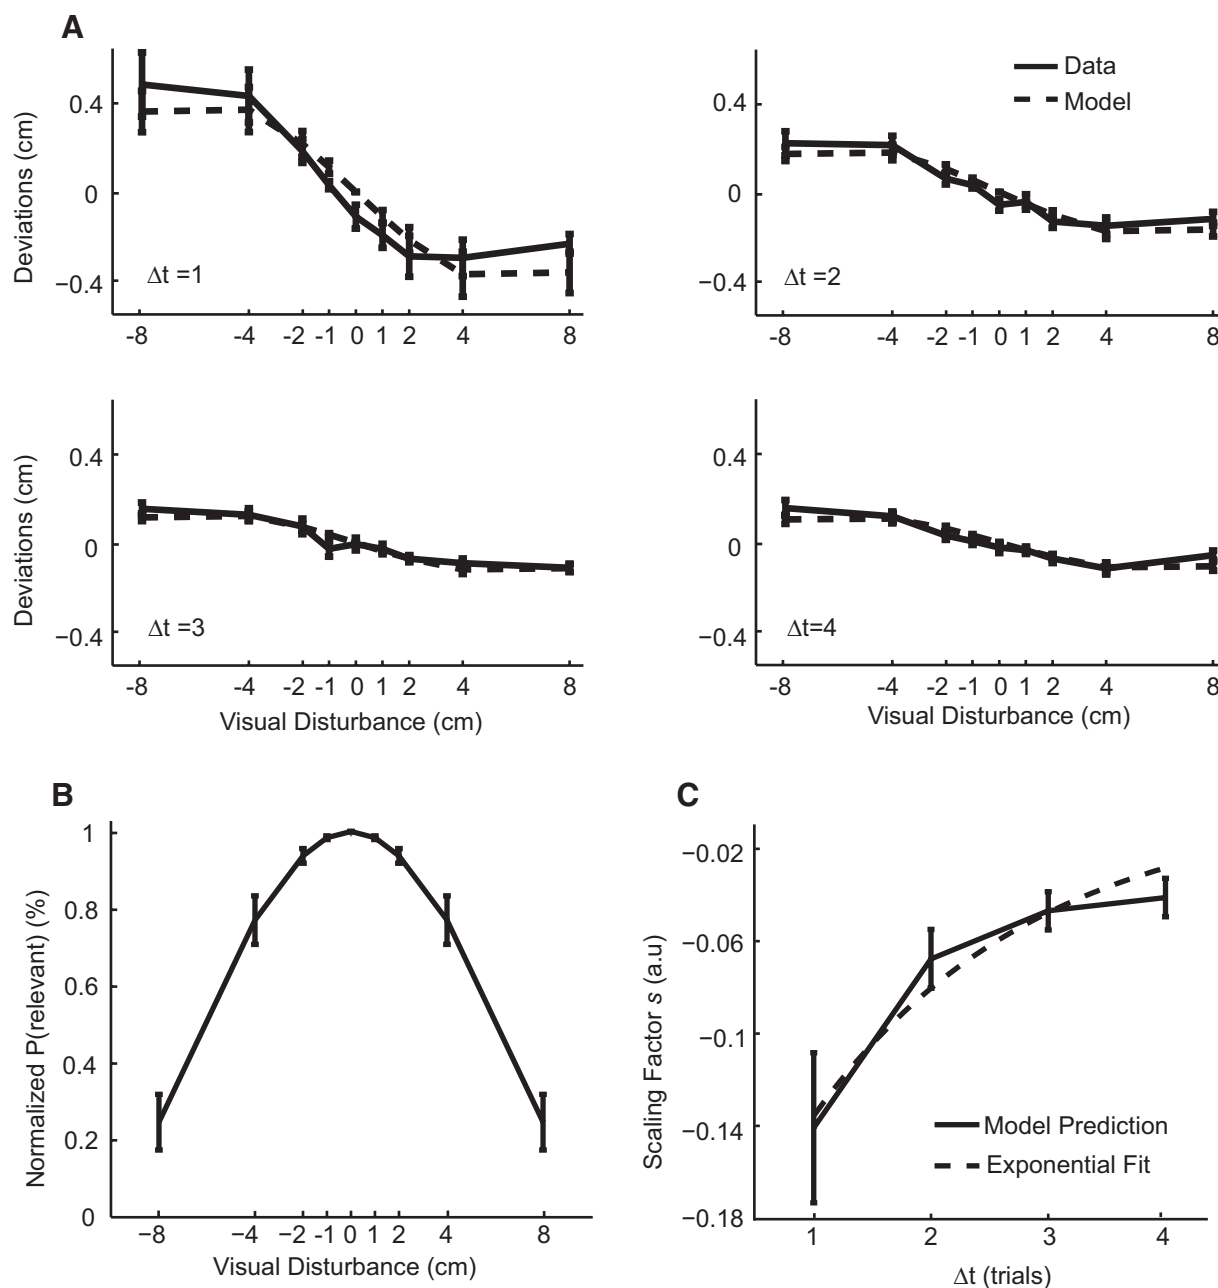 A
Deviations (cm)
0.4
0
−0.4
Δt =1
-8 -4 -2 -1 0 1 2 4 8
Data
Model
0.4
0
−0.4
Δt =2
-8 -4 -2 -1 0 1 2 4 8
Deviations (cm)
0.4
0
−0.4
Δt =3
-8 -4 -2 -1 0 1 2 4 8
Visual Disturbance (cm)
0.4
0
−0.4
Δt=4
-8 -4 -2 -1 0 1 2 4 8
Visual Disturbance (cm)
B
Normalized P(relevant) (%)
1
0.8
0.6
0.4
0.2
0
−8 −4 −2 -1 0 1 2 4 8
Visual Disturbance (cm)
C
Scaling Factor s (a.u)
−0.02
−0.06
−0.1
−0.14
−0.18
Model Prediction
Exponential Fit
1 2 3 4
Δt (trials)